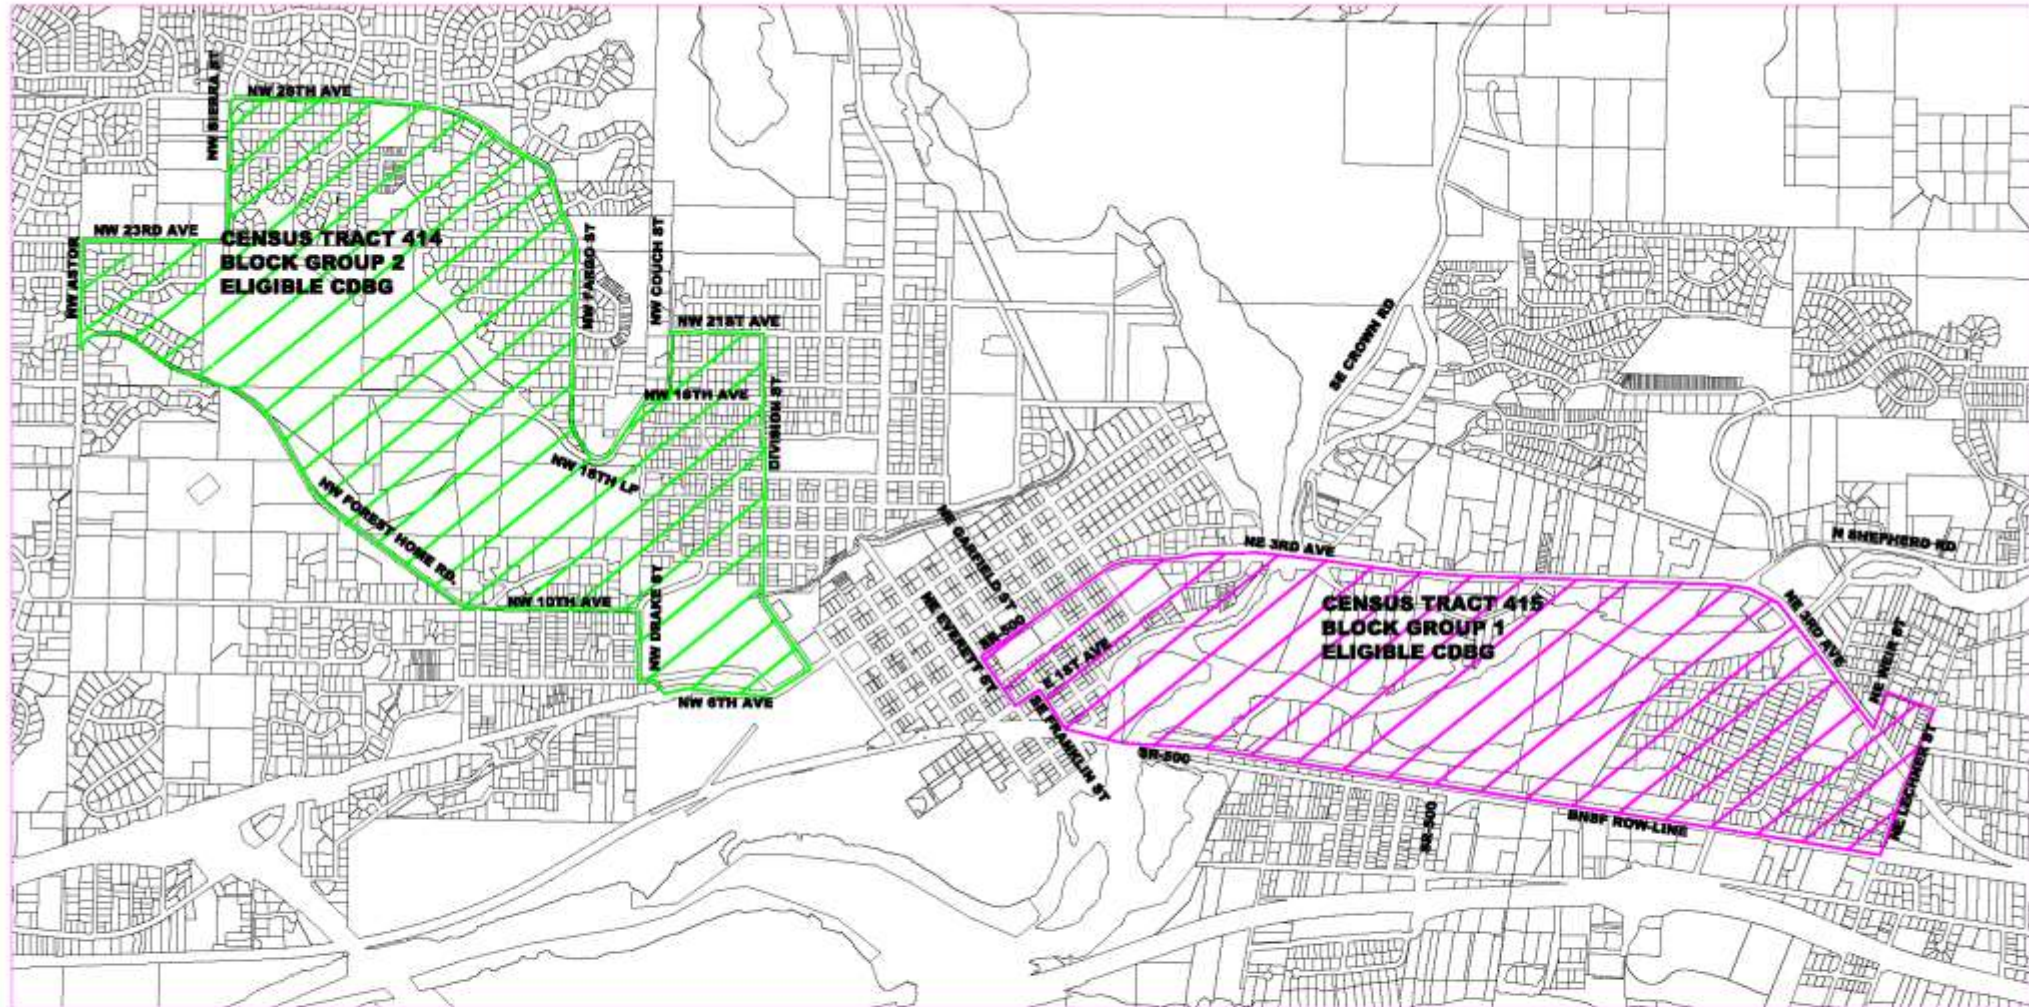 NW SIERRA ST
NW 28TH AVE
NW 23RD AVE
NW ASTOR
CENSUS TRACT 414
BLOCK GROUP 2
ELIGIBLE CDBG
NW FARGO ST
NW COUCH ST
NW 21ST AVE
NW 18TH AVE
DIVISION ST
NW 18TH LP
NW FOREST HOME RD.
NW 10TH AVE
NW DRAKE ST
NW 6TH AVE
SE CROWN RD
NE GARFIELD ST
NE EVERETT ST
SR-500
E 1ST AVE
SE FRANKLIN ST
NE 3RD AVE
CENSUS TRACT 415
BLOCK GROUP 1
ELIGIBLE CDBG
N SHEPHERD RD
NE 3RD AVE
NE WEIR ST
NE LECHNER ST
SR-500
SR-500
BNSF ROW-LINE